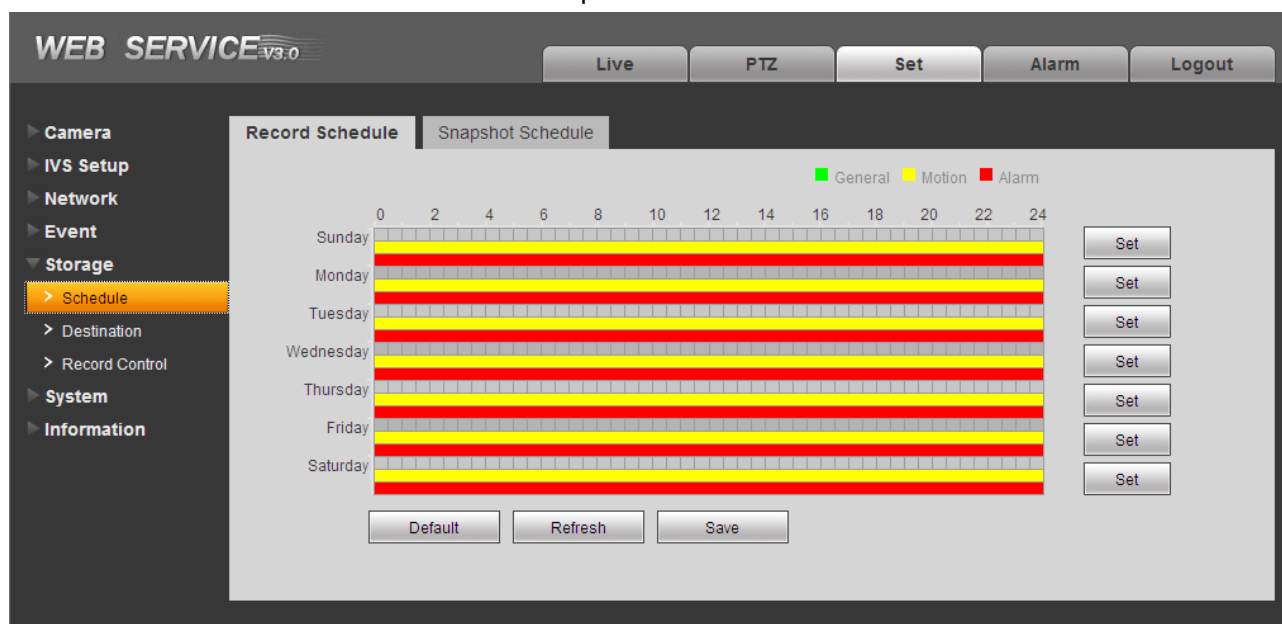 WEB SERVICE V3.0
Live PTZ Set Alarm Logout
Camera
IVS Setup
Network
Event
Storage
> Schedule
> Destination
> Record Control
System
Information
Record Schedule Snapshot Schedule
General Motion Alarm
0 2 4 6 8 10 12 14 16 18 20 22 24
Sunday Set
Monday Set
Tuesday Set
Wednesday Set
Thursday Set
Friday Set
Saturday Set
Default Refresh Save